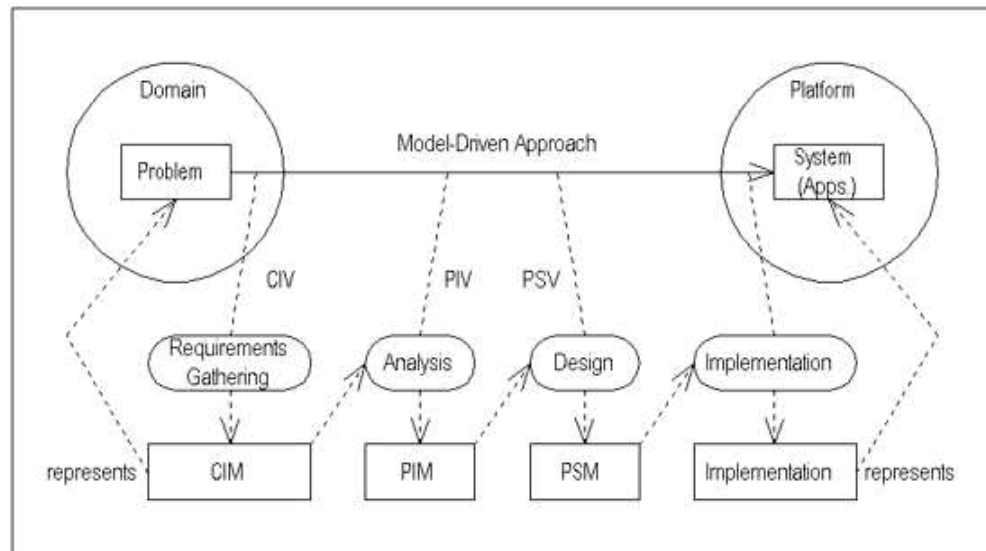 Domain
Platform
Model-Driven Approach
Problem
System
(Apps.)
CIV
PIV
PSV
Requirements
Gathering
Analysis
Design
Implementation
represents
CIM
PIM
PSM
Implementation
represents